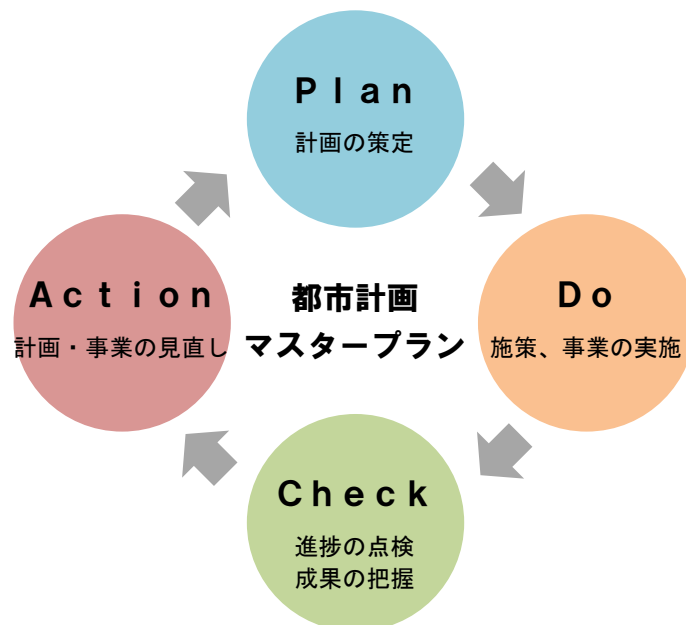 Plan
計画の策定
Action
計画・事業の見直し
都市計画
マスタープラン
Do
施策、事業の実施
Check
進捗の点検
成果の把握